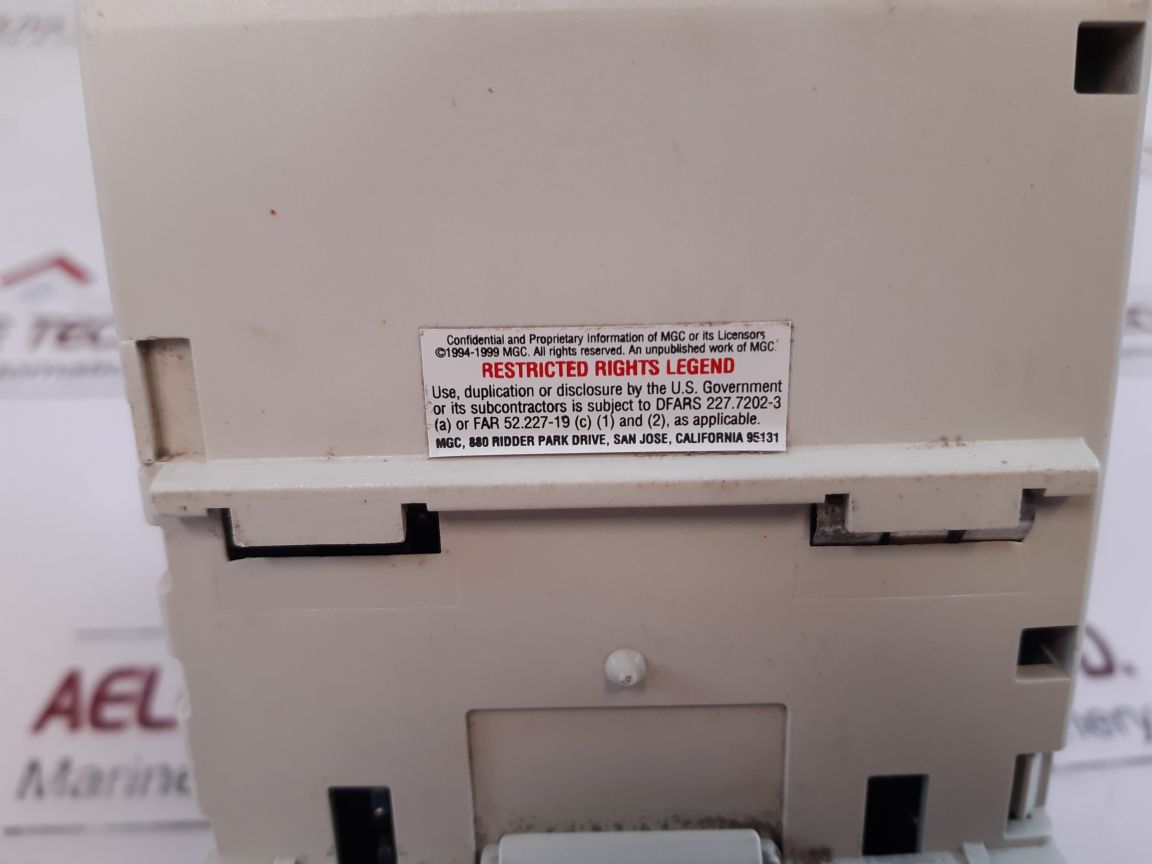 Confidential and Proprietary Information of MGC or its Licensors
©1994-1999 MGC. All rights reserved. An unpublished work of MGC.
RESTRICTED RIGHTS LEGEND
Use, duplication or disclosure by the U.S. Government
or its subcontractors is subject to DFARS 227.7202-3
(a) or FAR 52.227-19 (c) (1) and (2), as applicable.
MGC, 880 RIDDER PARK DRIVE, SAN JOSE, CALIFORNIA 95131
TEC
AEL
Marine